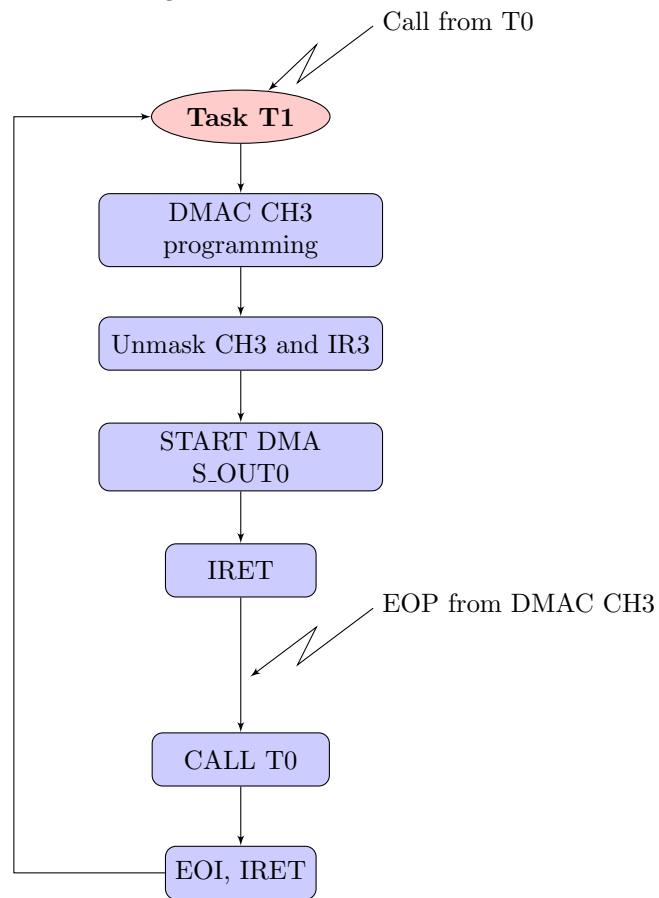 Call from T0
Task T1
DMAC CH3
programming
Unmask CH3 and IR3
START DMA
S_OUT0
IRET
EOP from DMAC CH3
CALL T0
EOI, IRET